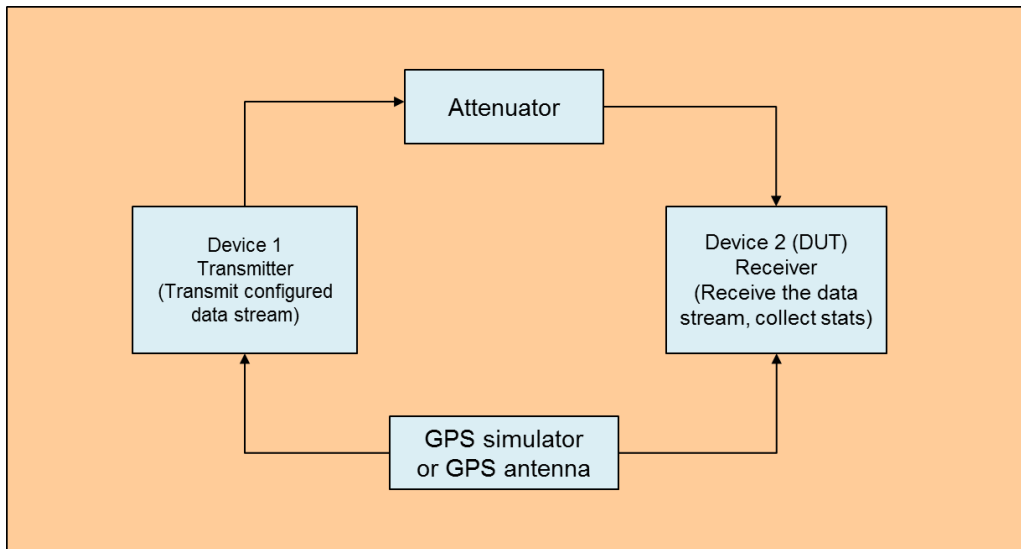 Attenuator
Device 1
Transmitter
(Transmit configured
data stream)
Device 2 (DUT)
Receiver
(Receive the data
stream, collect stats)
GPS simulator
or GPS antenna